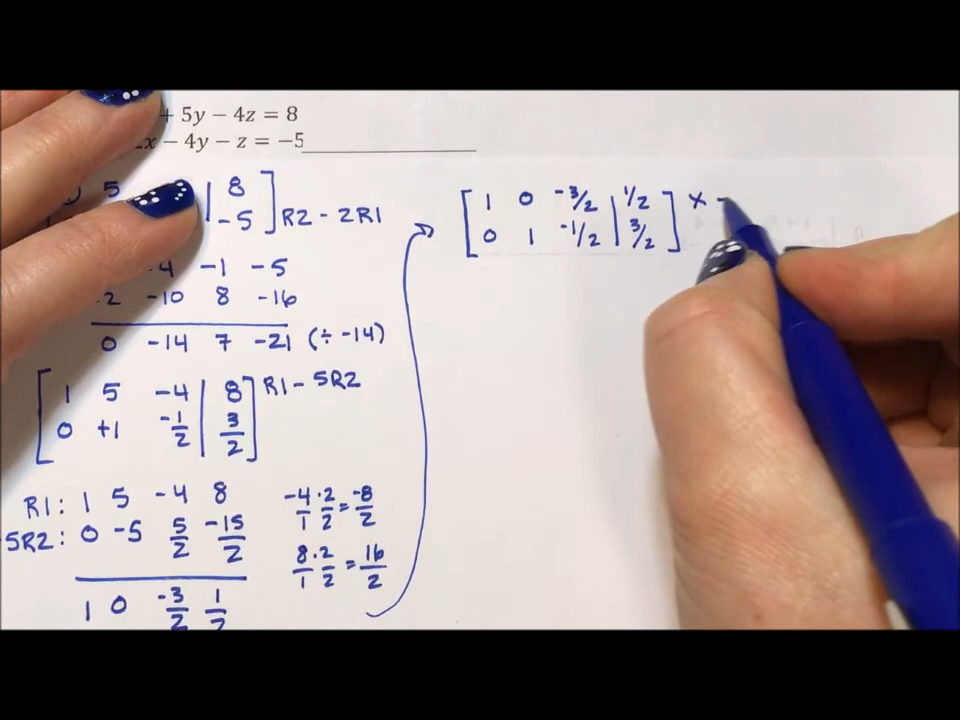 + 5y − 4z = 8
x − 4y − z = −5
5 | 8 ]
| -5 ] R2 - 2R1
4 -1 -5
2 -10 8 -16
0 -14 7 -21 (÷ -14)
[ 1 5 -4 | 8 ] R1 - 5R2
[ 0 +1 -1/2 | 3/2 ]
R1: 1 5 -4 8
5R2: 0 -5 5/2 -15/2
1 0 -3/2 1/2
-4/1 · 2/2 = -8/2
8/1 · 2/2 = 16/2
[ 1 0 -3/2 | 1/2 ] x -
[ 0 1 -1/2 | 3/2 ]